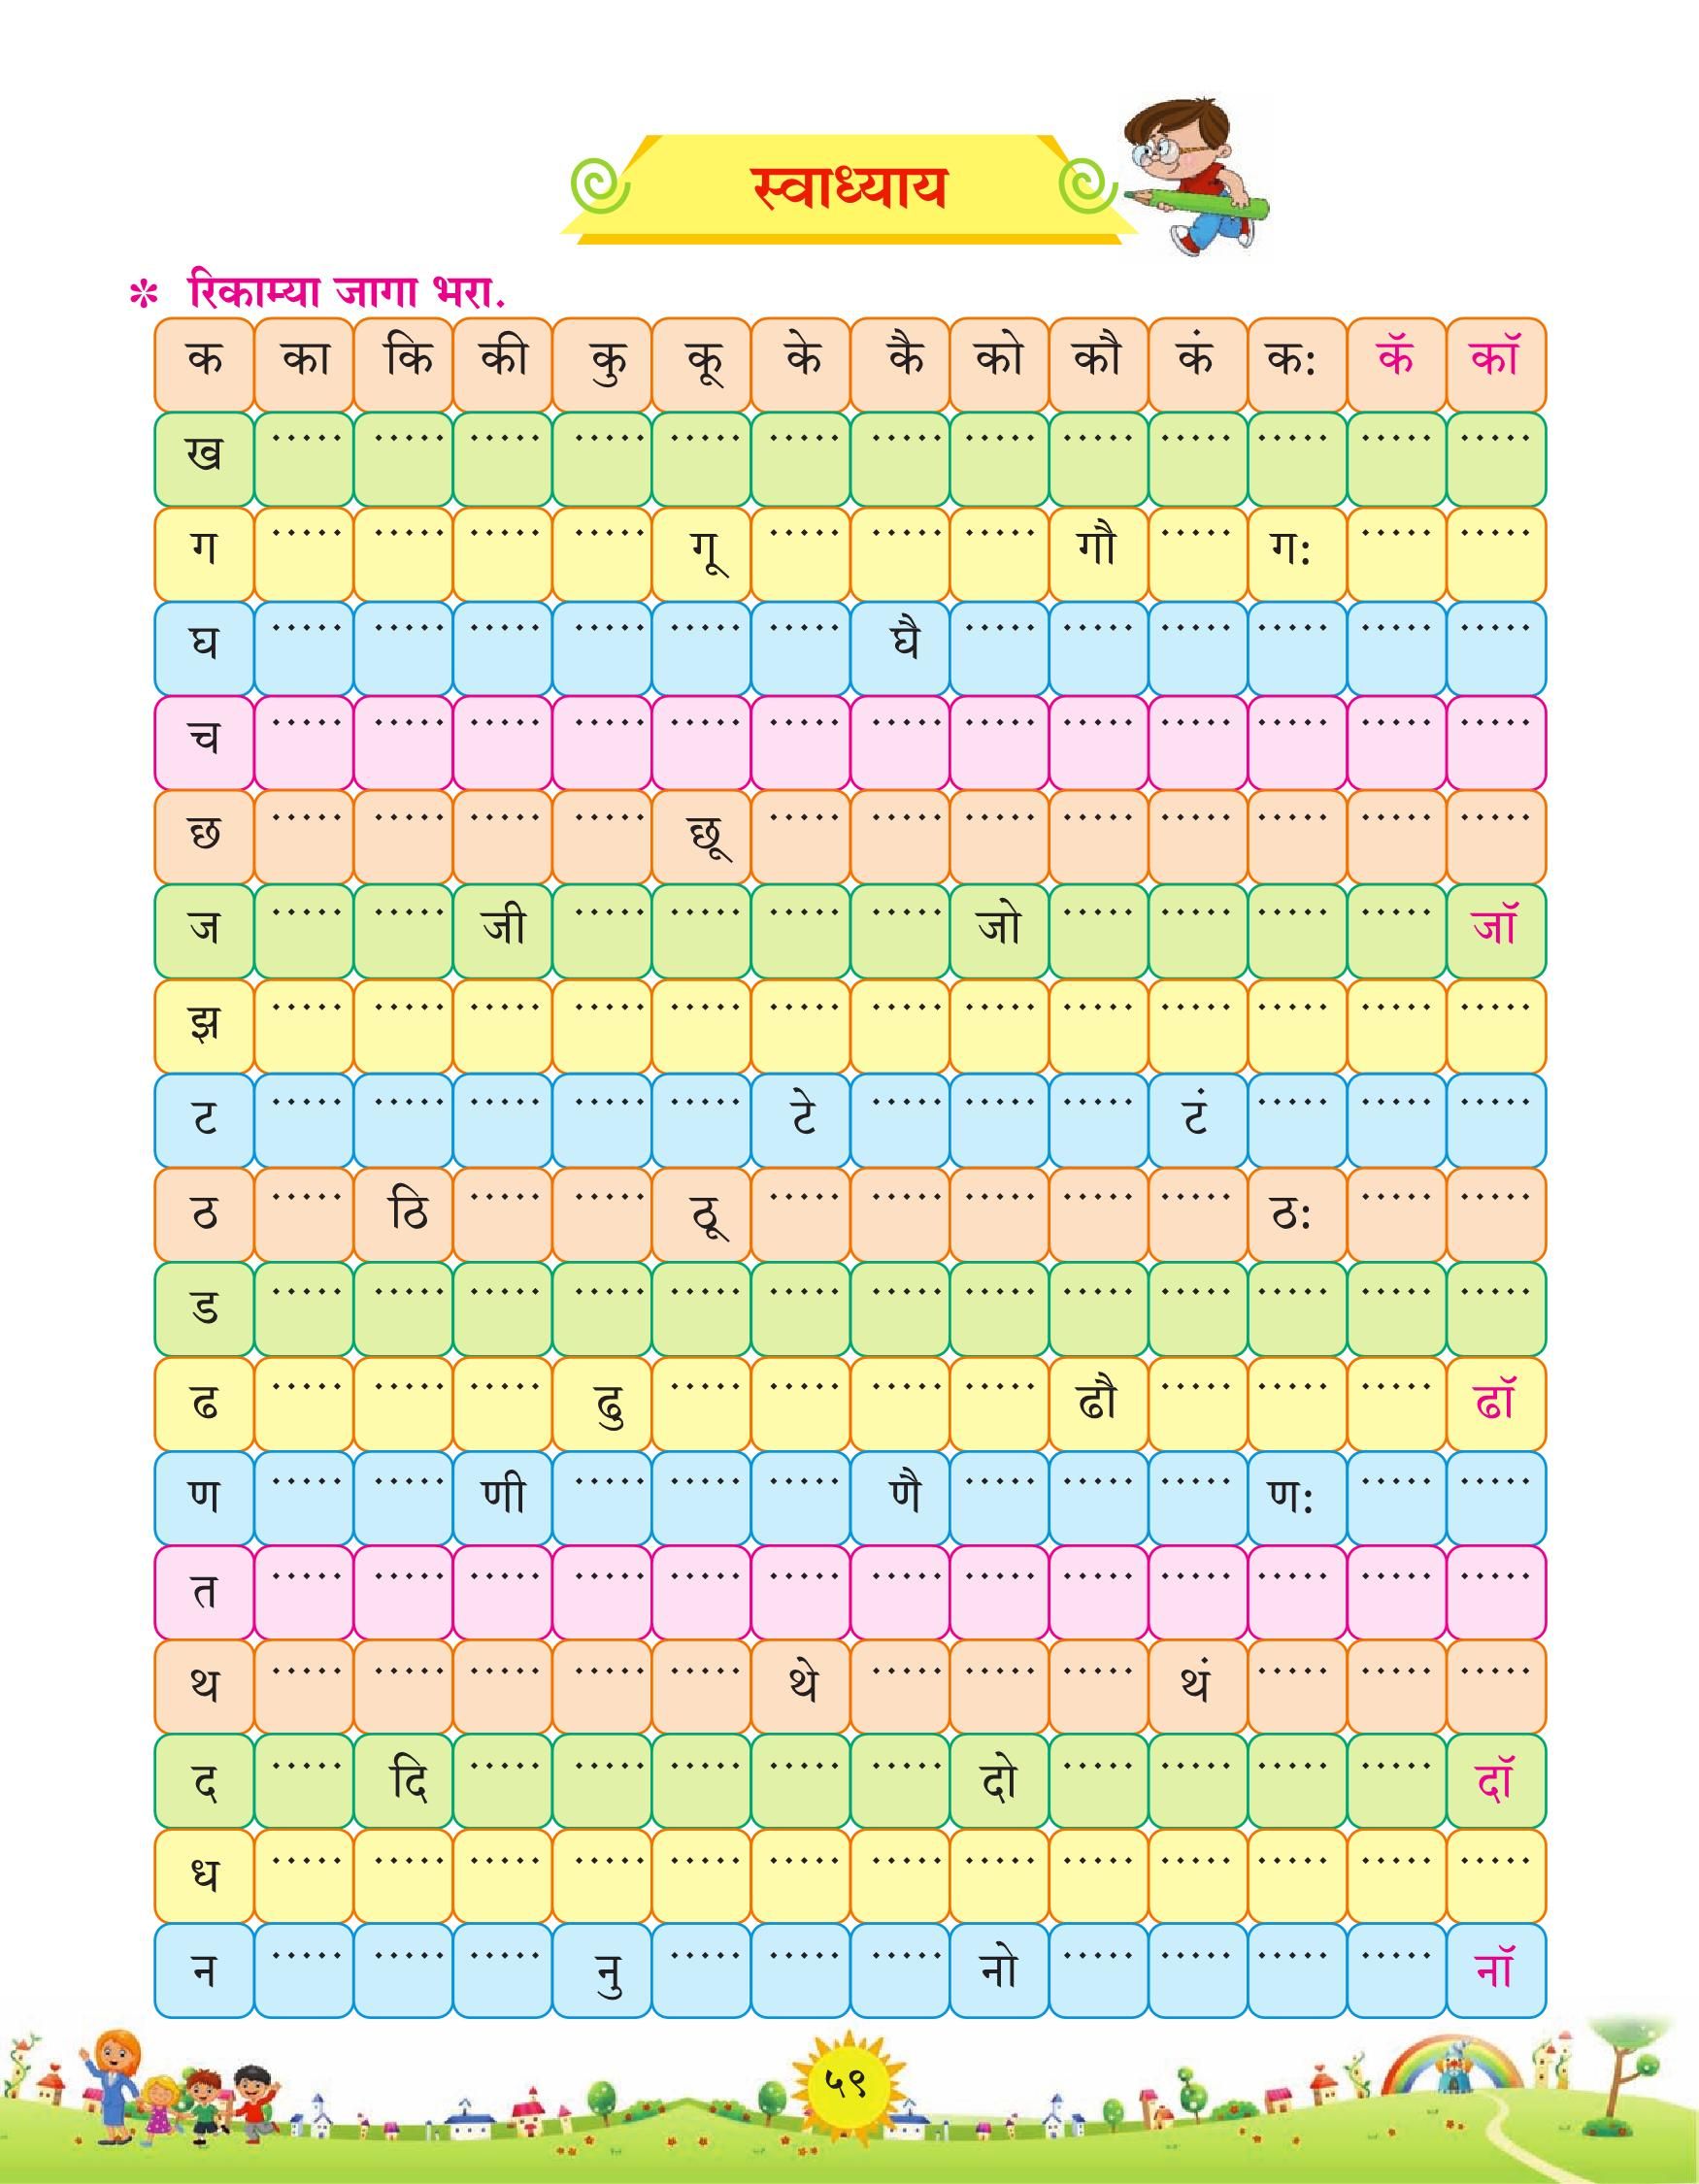 स्वाध्याय
* रिकाम्या जागा भरा.
क का कि की कु कू के कै को कौ कं कः कॅ कॉ
ख ..... ..... ..... ..... ..... ..... ..... ..... ..... ..... ..... ..... .....
ग ..... ..... ..... ..... गू ..... ..... ..... गौ ..... गः ..... .....
घ ..... ..... ..... ..... ..... ..... घै ..... ..... ..... ..... ..... .....
च ..... ..... ..... ..... ..... ..... ..... ..... ..... ..... ..... ..... .....
छ ..... ..... ..... ..... छू ..... ..... ..... ..... ..... ..... ..... .....
ज ..... ..... जी ..... ..... ..... ..... जो ..... ..... ..... ..... जॉ
झ ..... ..... ..... ..... ..... ..... ..... ..... ..... ..... ..... ..... .....
ट ..... ..... ..... ..... ..... टे ..... ..... ..... टं ..... ..... .....
ठ ..... ठि ..... ..... ठू ..... ..... ..... ..... ..... ठः ..... .....
ड ..... ..... ..... ..... ..... ..... ..... ..... ..... ..... ..... ..... .....
ढ ..... ..... ..... ढु ..... ..... ..... ..... ढौ ..... ..... ..... ढॉ
ण ..... ..... णी ..... ..... ..... णै ..... ..... ..... णः ..... .....
त ..... ..... ..... ..... ..... ..... ..... ..... ..... ..... ..... ..... .....
थ ..... ..... ..... ..... ..... थे ..... ..... ..... थं ..... ..... .....
द ..... दि ..... ..... ..... ..... ..... दो ..... ..... ..... ..... दॉ
ध ..... ..... ..... ..... ..... ..... ..... ..... ..... ..... ..... ..... .....
न ..... ..... ..... नु ..... ..... ..... नो ..... ..... ..... ..... नॉ
५९